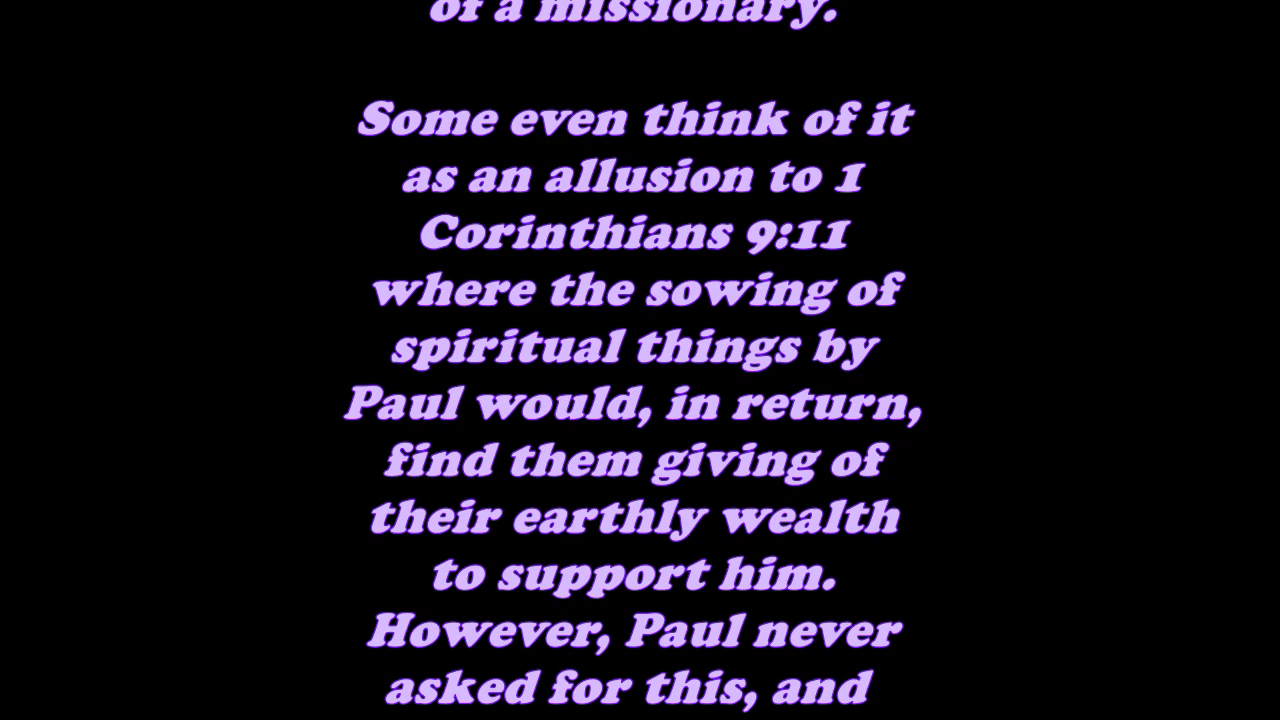 of a missionary.
Some even think of it
as an allusion to 1
Corinthians 9:11
where the sowing of
spiritual things by
Paul would, in return,
find them giving of
their earthly wealth
to support him.
However, Paul never
asked for this, and